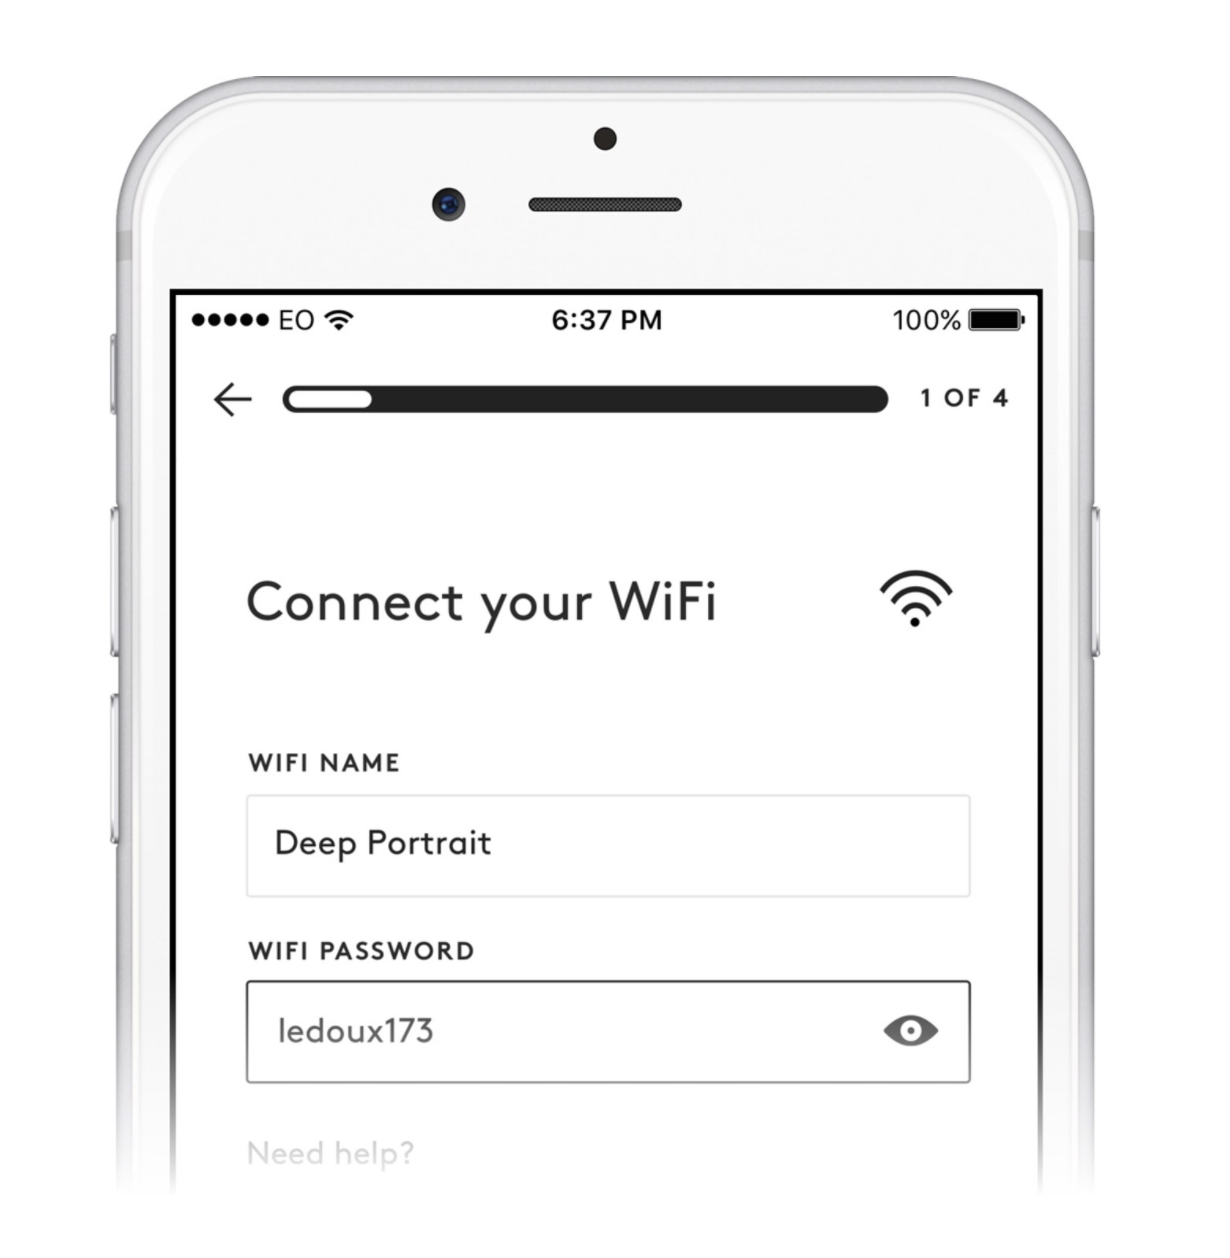 ●●●●● EO 6:37 PM 100%
1 OF 4
Connect your WiFi
WIFI NAME
Deep Portrait
WIFI PASSWORD
ledoux173
Need help?